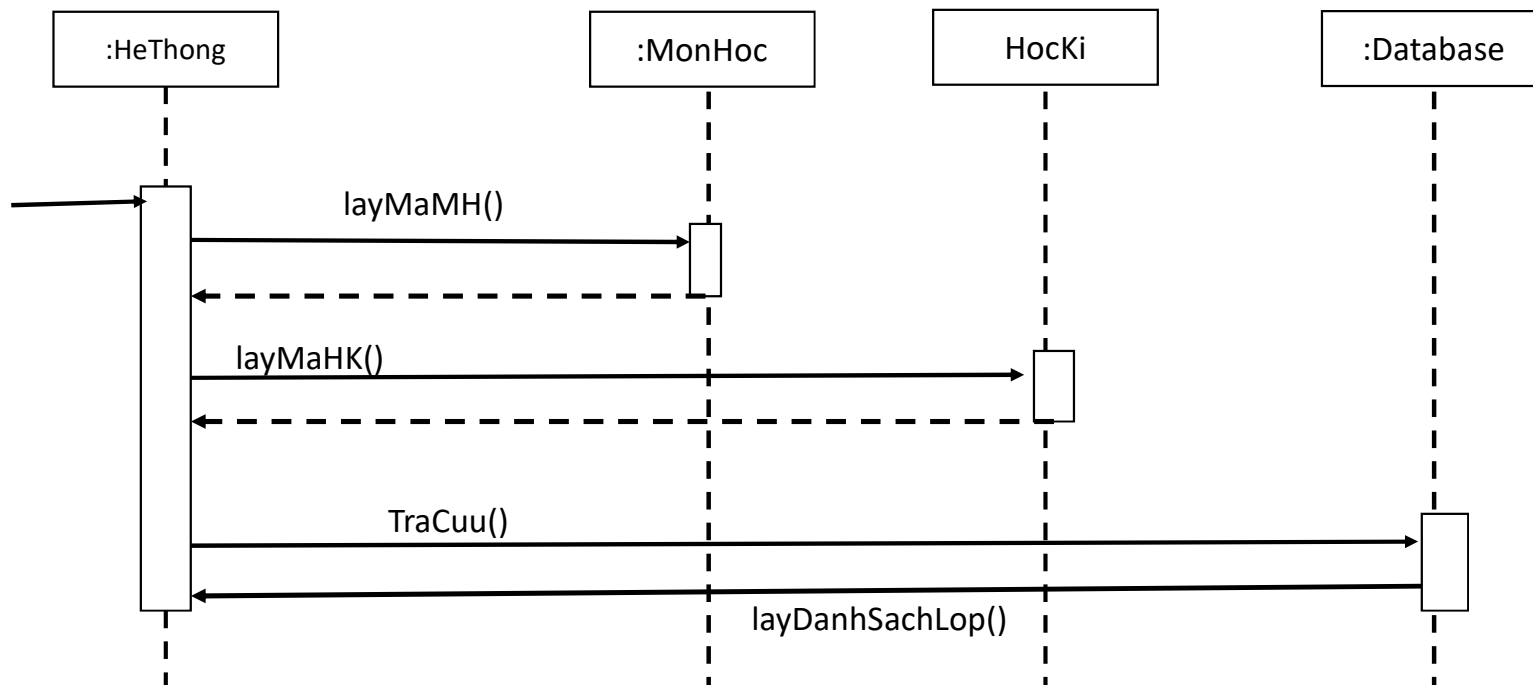 :HeThong
:MonHoc
HocKi
:Database
layMaMH()
layMaHK()
TraCuu()
layDanhSachLop()